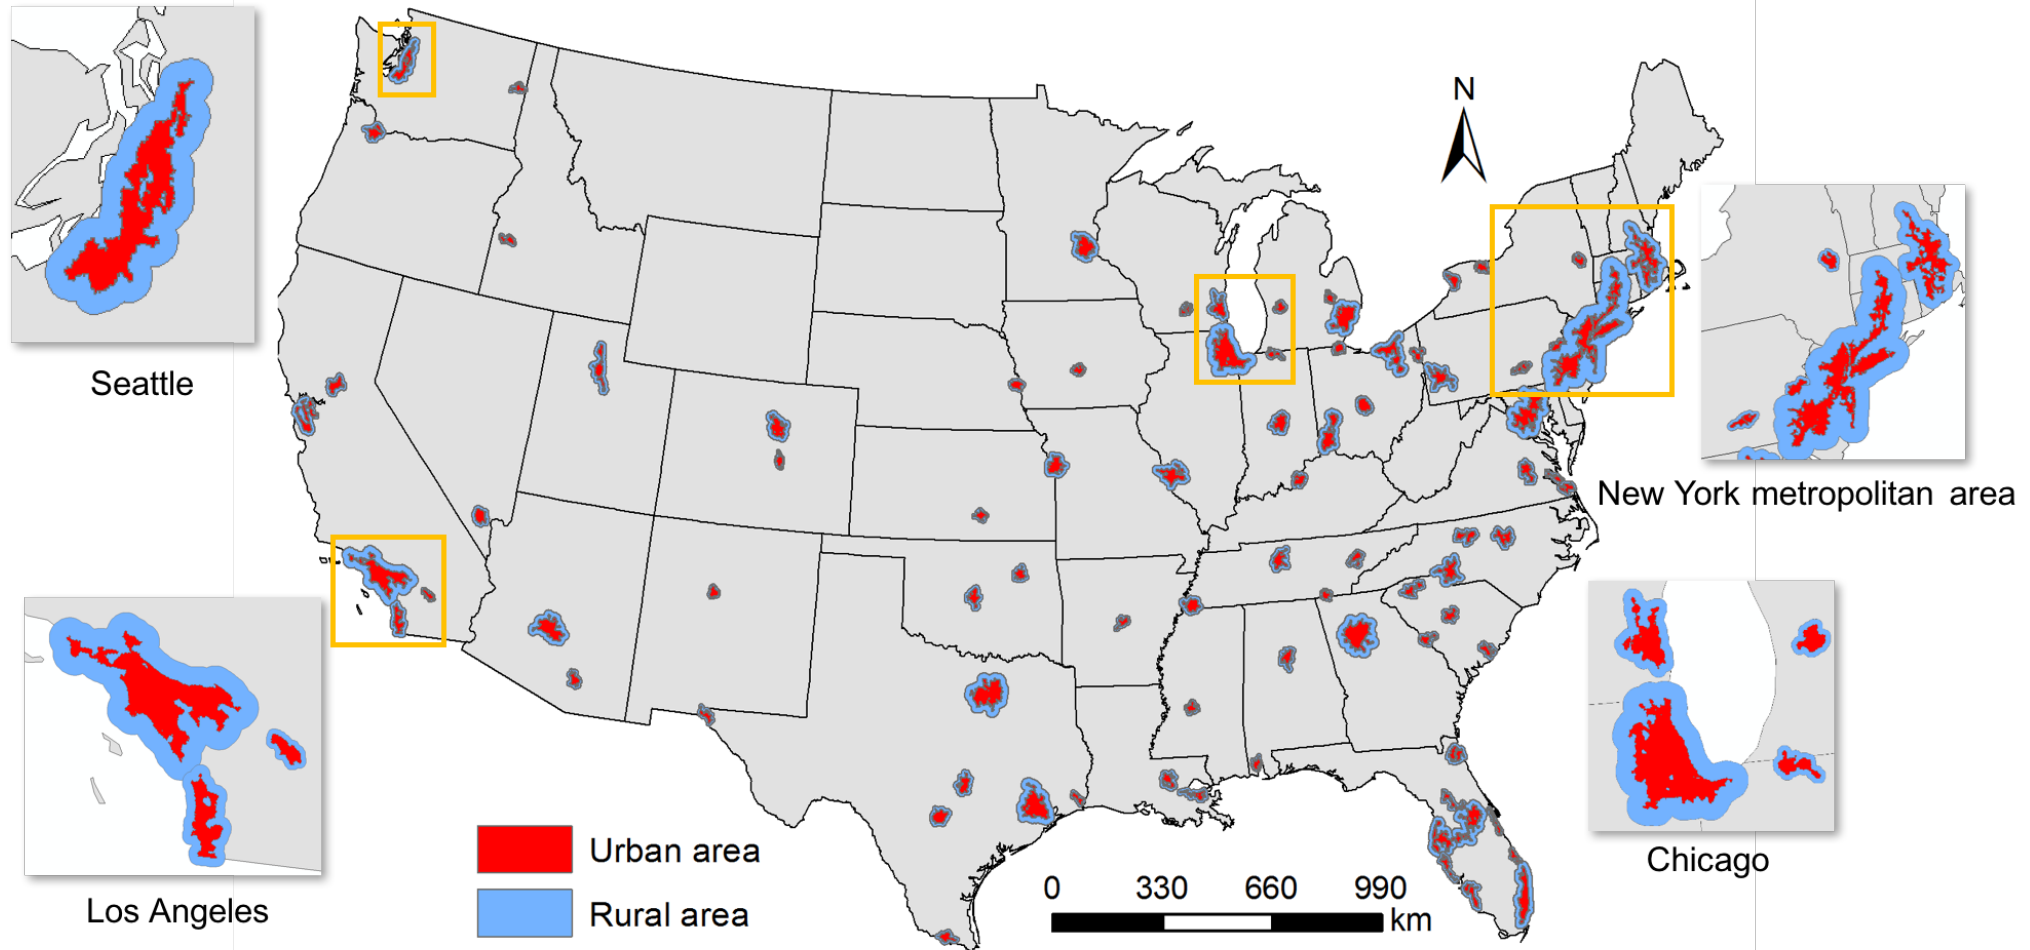 N
Seattle
New York metropolitan area
Los Angeles
Urban area
Rural area
0 330 660 990
km
Chicago